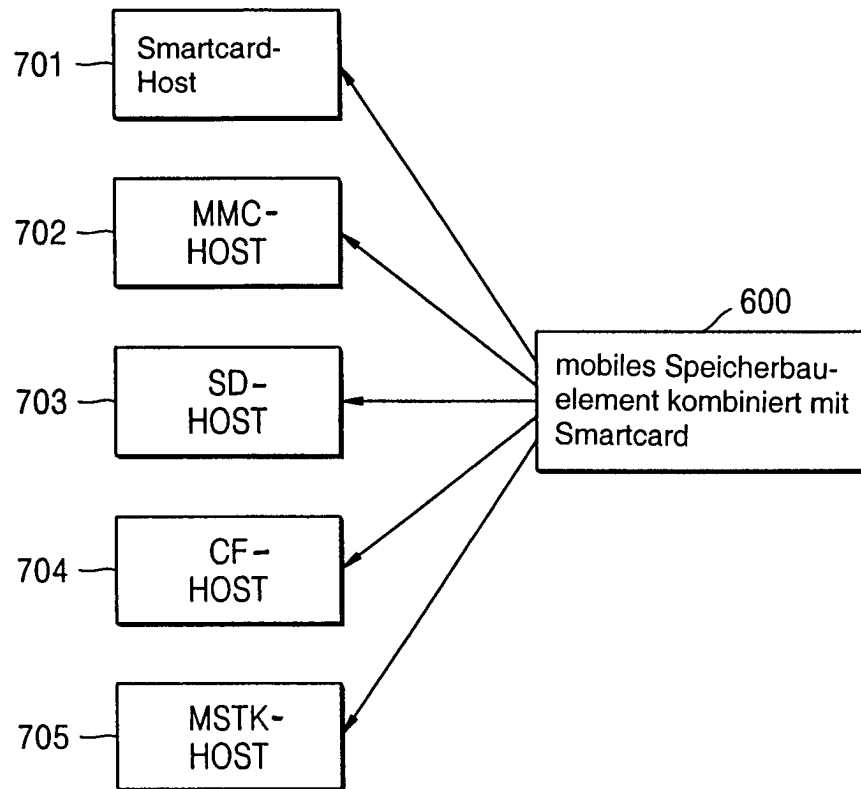 701
Smartcard-
Host
702
MMC-
HOST
703
SD-
HOST
704
CF-
HOST
705
MSTK-
HOST
600
mobiles Speicherbau-
element kombiniert mit
Smartcard